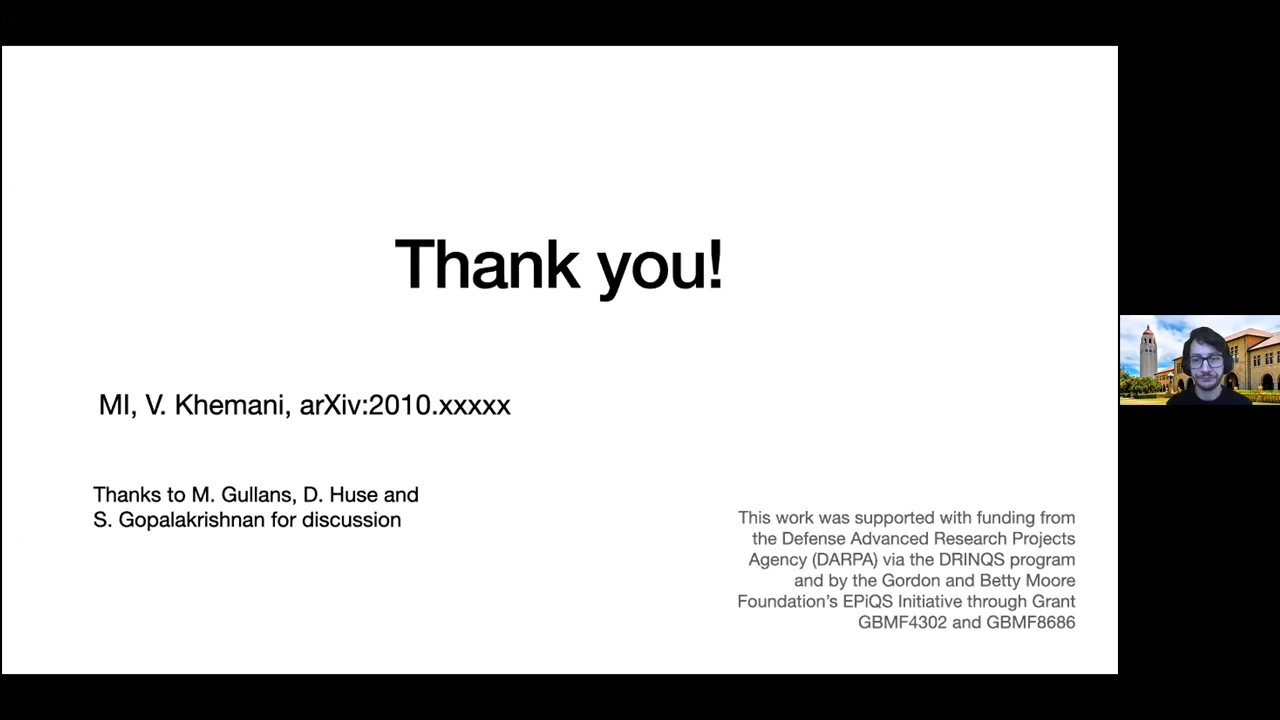 Thank you!
MI, V. Khemani, arXiv:2010.xxxxx
Thanks to M. Gullans, D. Huse and
S. Gopalakrishnan for discussion
This work was supported with funding from
the Defense Advanced Research Projects
Agency (DARPA) via the DRINQS program
and by the Gordon and Betty Moore
Foundation’s EPiQS Initiative through Grant
GBMF4302 and GBMF8686